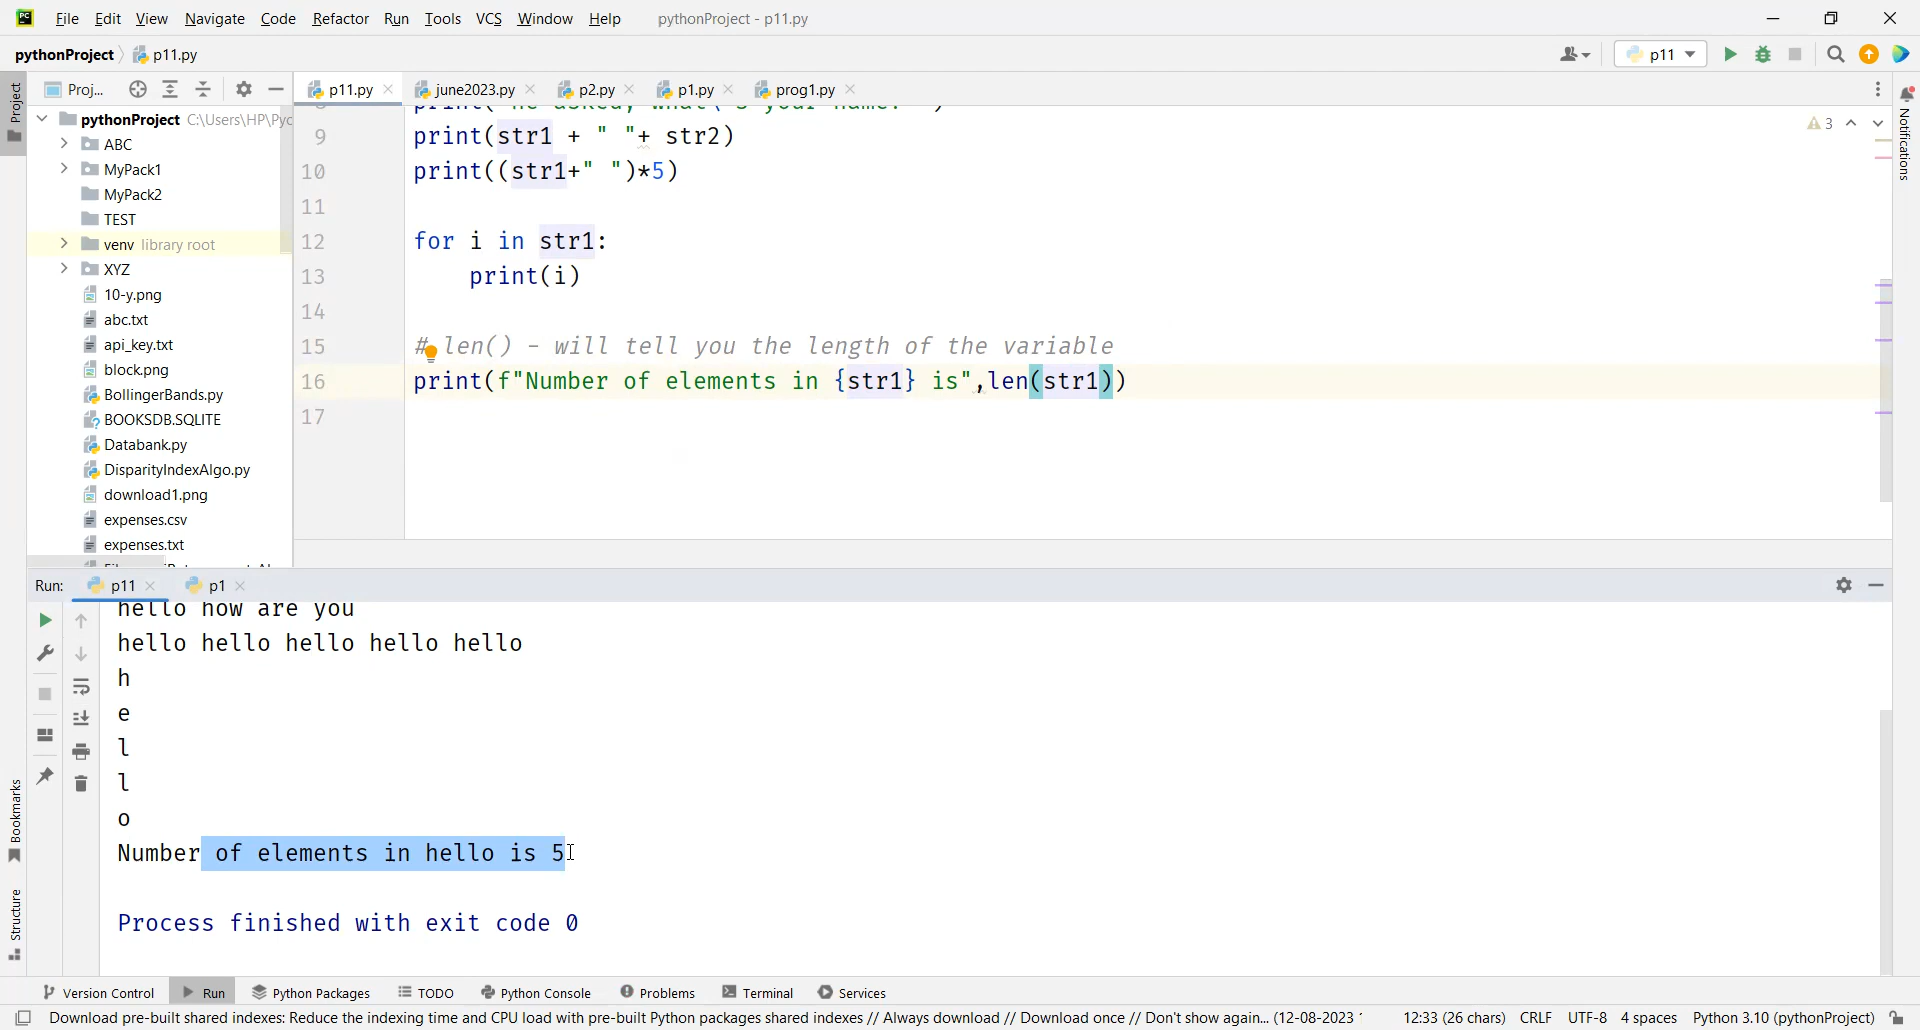 PC File Edit View Navigate Code Refactor Run Tools VCS Window Help pythonProject - p11.py
pythonProject p11.py
p11
Project
Proj...
p11.py june2023.py p2.py p1.py prog1.py
Notifications
pythonProject C:\Users\HP\Pyc
ABC
MyPack1
MyPack2
TEST
venv library root
XYZ
10-y.png
abc.txt
api_key.txt
block.png
BollingerBands.py
BOOKSDB.SQLITE
Databank.py
DisparityIndexAlgo.py
download1.png
expenses.csv
expenses.txt
3
9 print(str1 + " "+ str2)
10 print((str1+" ")*5)
11
12 for i in str1:
13 print(i)
14
15 # len() - will tell you the length of the variable
16 print(f"Number of elements in {str1} is",len(str1))
17
Run: p11 p1
hello how are you
hello hello hello hello hello
h
e
l
l
o
Number of elements in hello is 5
Process finished with exit code 0
Bookmarks
Structure
Version Control Run Python Packages TODO Python Console Problems Terminal Services
Download pre-built shared indexes: Reduce the indexing time and CPU load with pre-built Python packages shared indexes // Always download // Download once // Don't show again... (12-08-2023 12:33 (26 chars) CRLF UTF-8 4 spaces Python 3.10 (pythonProject)